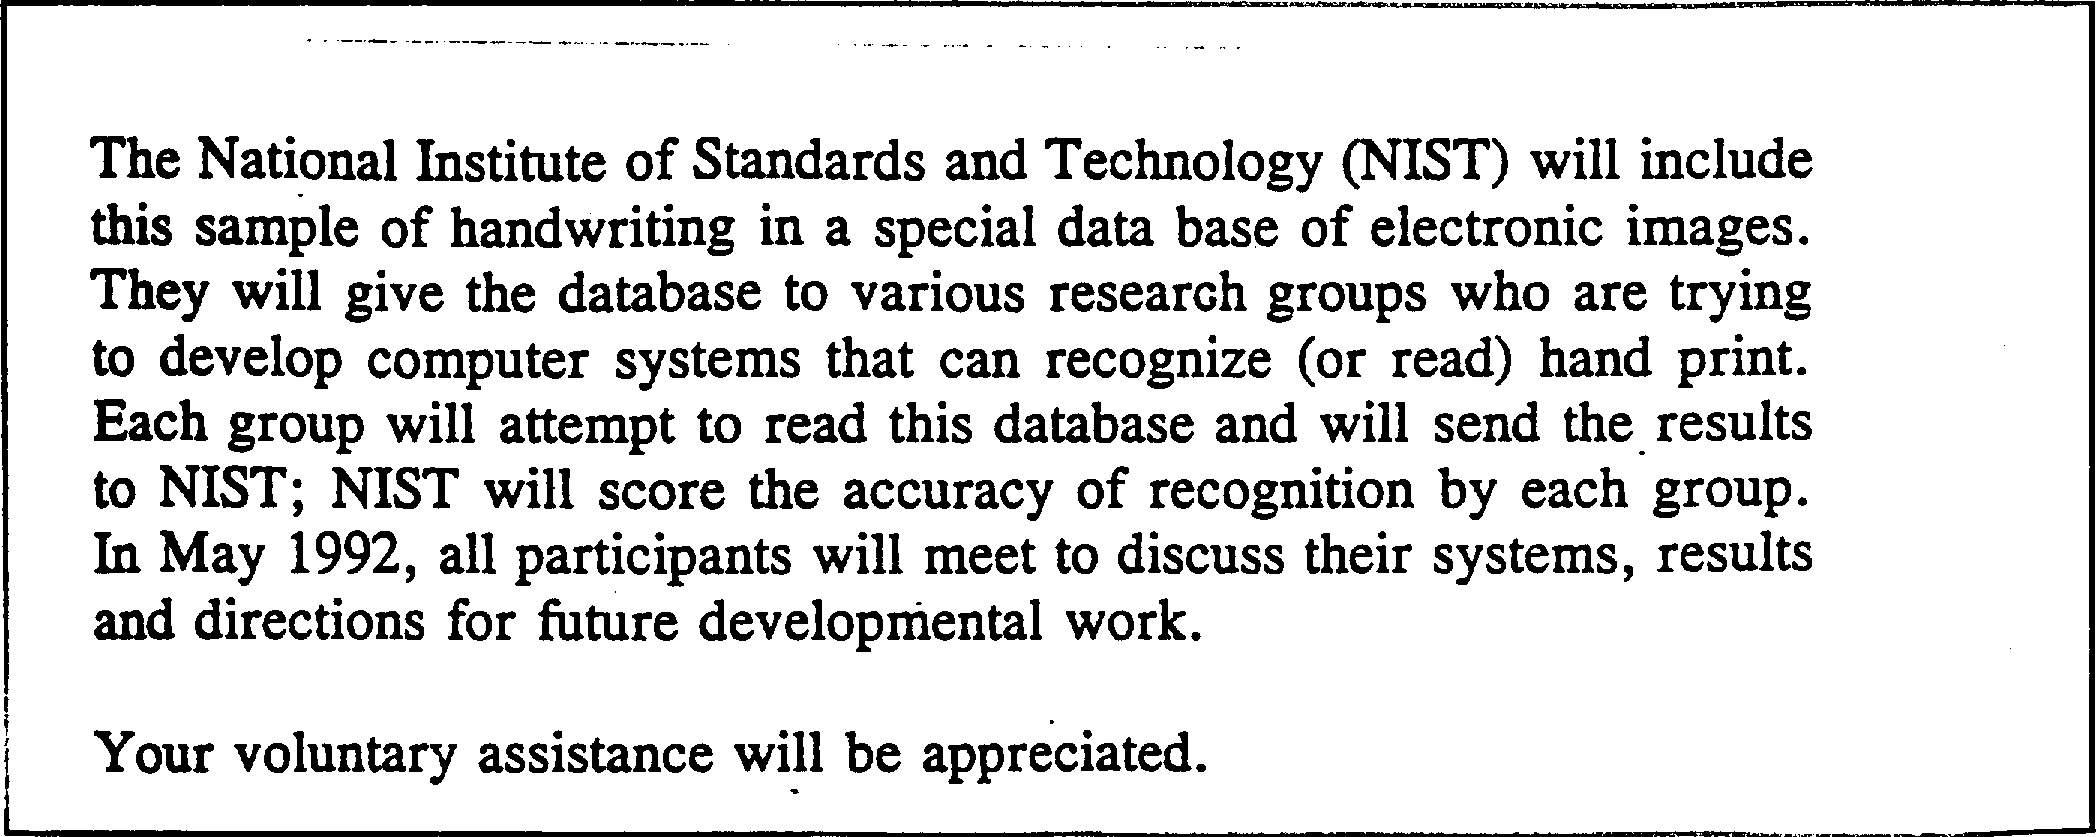 The National Institute of Standards and Technology (NIST) will include
this sample of handwriting in a special data base of electronic images.
They will give the database to various research groups who are trying
to develop computer systems that can recognize (or read) hand print.
Each group will attempt to read this database and will send the results
to NIST; NIST will score the accuracy of recognition by each group.
In May 1992, all participants will meet to discuss their systems, results
and directions for future developmental work.
Your voluntary assistance will be appreciated.